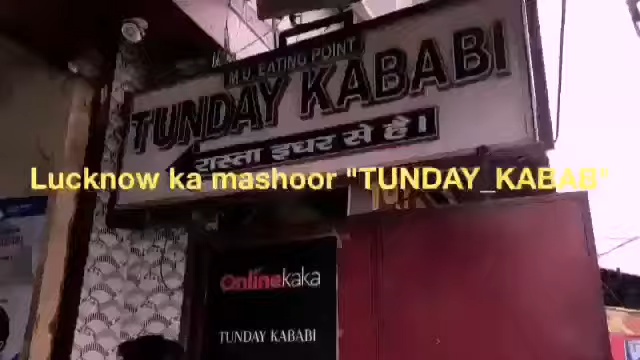 M.U. EATING POINT
TUNDAY KABABI
रास्ता इधर से है।
Lucknow ka mashoor "TUNDAY_KABAB"
Onlinekaka
TUNDAY KABABI